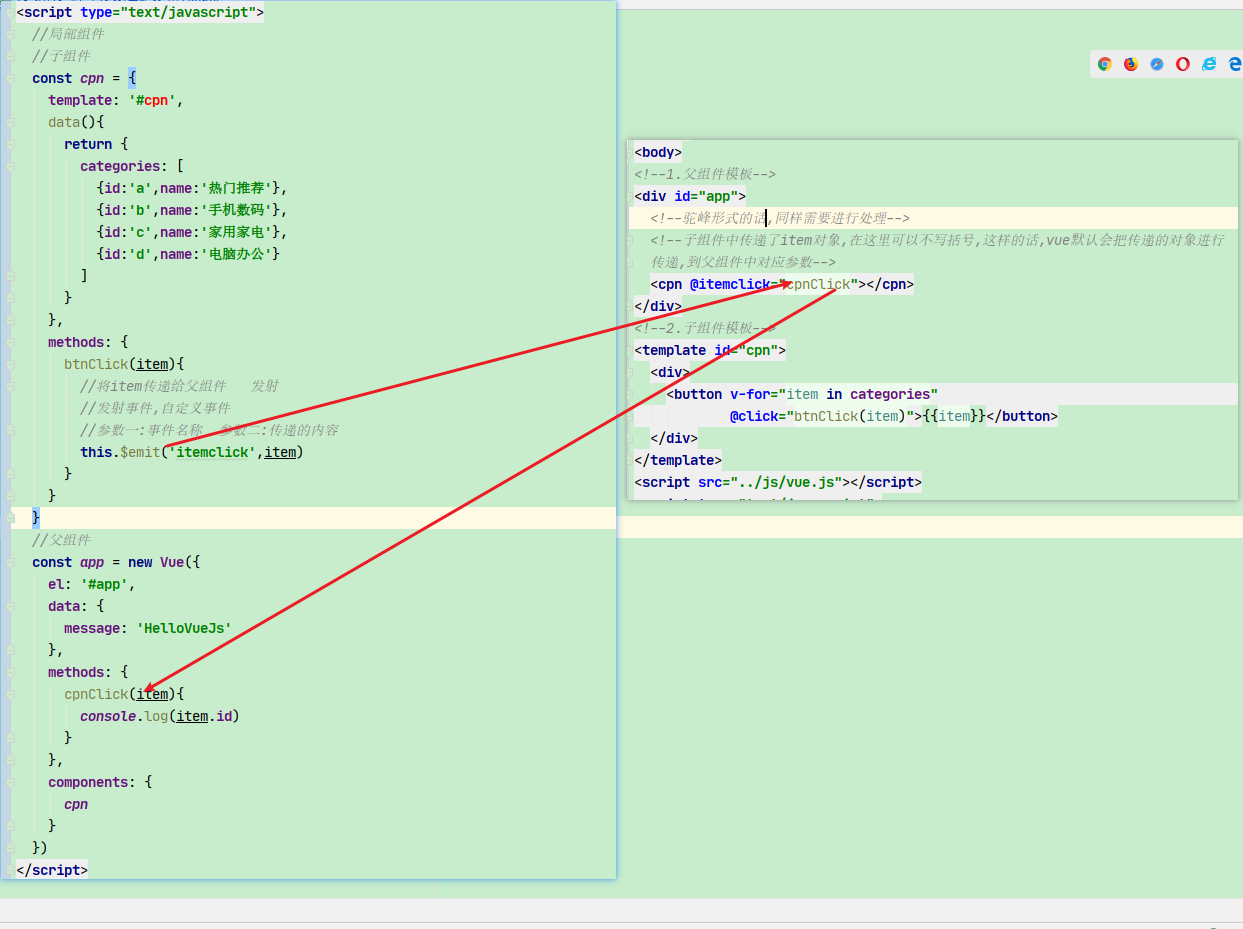 <script type="text/javascript">
//局部组件
//子组件
const cpn = {
template: '#cpn',
data(){
return {
categories: [
{id:'a',name:'热门推荐'},
{id:'b',name:'手机数码'},
{id:'c',name:'家用家电'},
{id:'d',name:'电脑办公'}
]
}
},
methods: {
btnClick(item){
//将item传递给父组件   发射
//发射事件,自定义事件
//参数一:事件名称  参数二:传递的内容
this.$emit('itemclick',item)
}
}
}
//父组件
const app = new Vue({
el: '#app',
data: {
message: 'HelloVueJs'
},
methods: {
cpnClick(item){
console.log(item.id)
}
},
components: {
cpn
}
})
</script>
<body>
<!--1.父组件模板-->
<div id="app">
<!--驼峰形式的话,同样需要进行处理-->
<!--子组件中传递了item对象,在这里可以不写括号,这样的话,vue默认会把传递的对象进行
传递,到父组件中对应参数-->
<cpn @itemclick="cpnClick"></cpn>
</div>
<!--2.子组件模板-->
<template id="cpn">
<div>
<button v-for="item in categories"
@click="btnClick(item)">{{item}}</button>
</div>
</template>
<script src="../js/vue.js"></script>